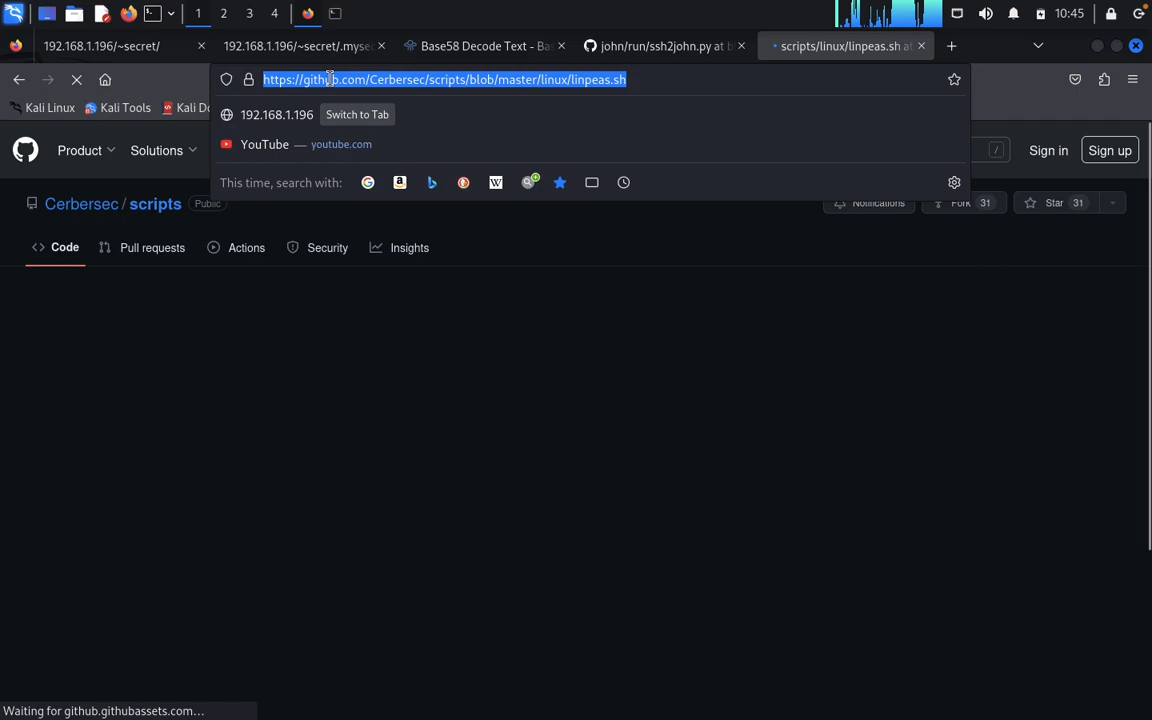 1 2 3 4 10:45
192.168.1.196/~secret/ 192.168.1.196/~secret/.myse Base58 Decode Text - Bas john/run/ssh2john.py at b scripts/linux/linpeas.sh at
https://github.com/Cerbersec/scripts/blob/master/linux/linpeas.sh
Kali Linux Kali Tools Kali Do
192.168.1.196 Switch to Tab
YouTube — youtube.com
This time, search with:
Product Solutions / Sign in Sign up
Cerbersec / scripts Public Notifications Fork 31 Star 31
Code Pull requests Actions Security Insights
Waiting for github.githubassets.com…